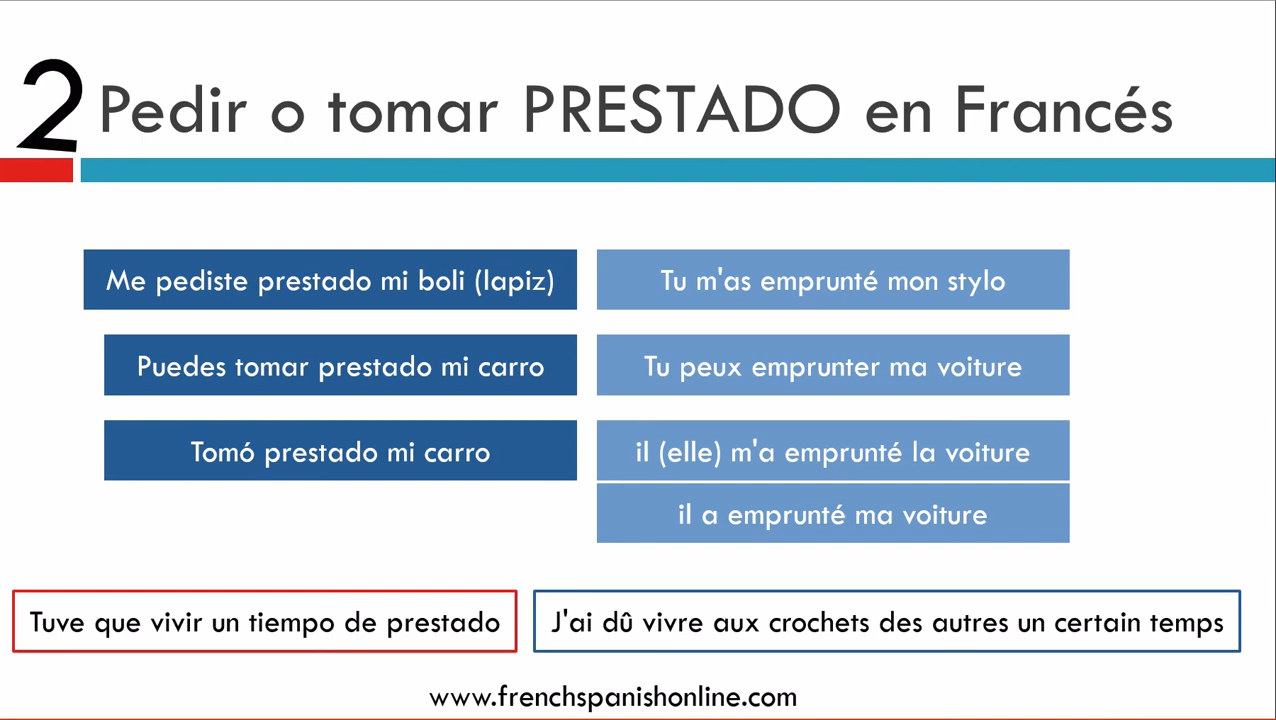 2 Pedir o tomar PRESTADO en Francés
Me pediste prestado mi boli (lapiz)
Tu m'as emprunté mon stylo
Puedes tomar prestado mi carro
Tu peux emprunter ma voiture
Tomó prestado mi carro
il (elle) m'a emprunté la voiture
il a emprunté ma voiture
Tuve que vivir un tiempo de prestado
J'ai dû vivre aux crochets des autres un certain temps
www.frenchspanishonline.com